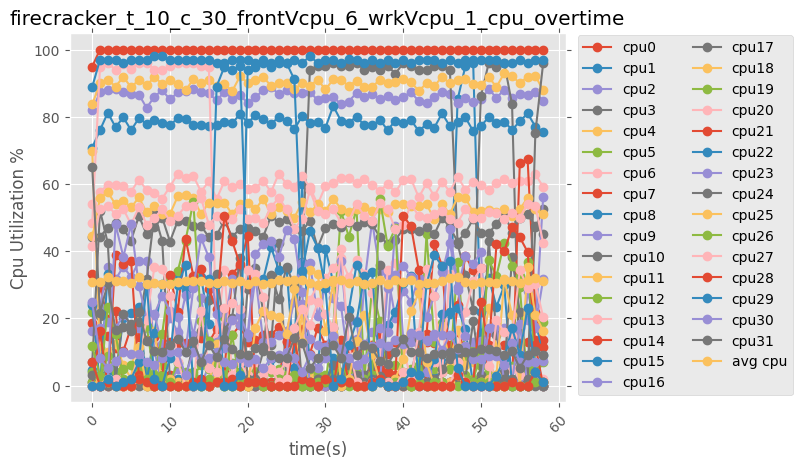 firecracker_t_10_c_30_frontVcpu_6_wrkVcpu_1_cpu_overtime
Cpu Utilization %
100
80
60
40
20
0
0
10
20
30
40
50
60
time(s)
cpu0
cpu1
cpu2
cpu3
cpu4
cpu5
cpu6
cpu7
cpu8
cpu9
cpu10
cpu11
cpu12
cpu13
cpu14
cpu15
cpu16
cpu17
cpu18
cpu19
cpu20
cpu21
cpu22
cpu23
cpu24
cpu25
cpu26
cpu27
cpu28
cpu29
cpu30
cpu31
avg cpu